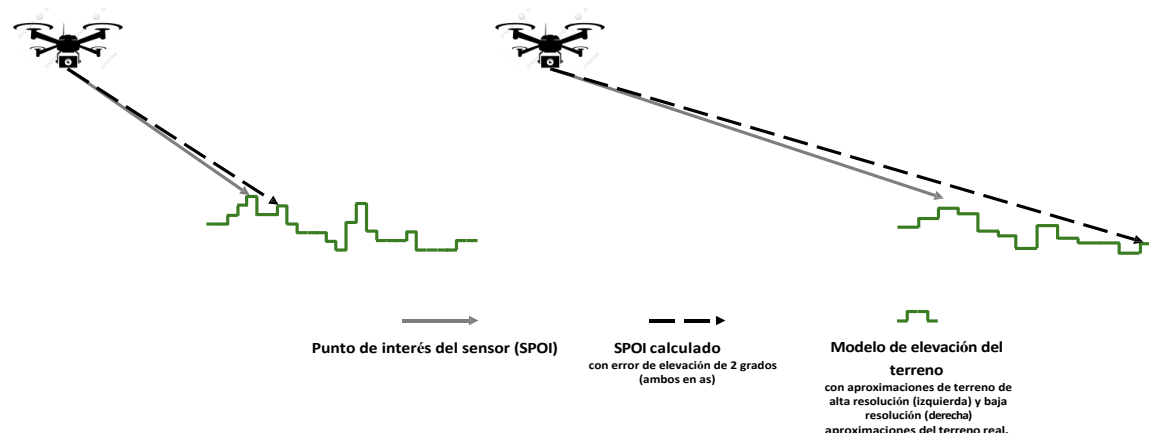 Punto de interés del sensor (SPOI)
SPOI calculado
con error de elevación de 2 grados
(ambos en as)
Modelo de elevación del
terreno
con aproximaciones de terreno de
alta resolución (izquierda) y baja
resolución (derecha)
aproximaciones del terreno real.